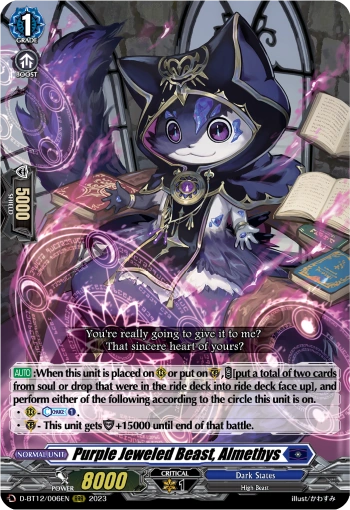 1
GRADE
BOOST
5000
SHIELD
You're really going to give it to me?
That sincere heart of yours?
AUTO :When this unit is placed on or put on , [put a total of two cards
from soul or drop that were in the ride deck into ride deck face up], and
perform either of the following according to the circle this unit is on.
• - 1.
• - This unit gets +15000 until end of that battle.
NORMAL UNIT
Purple Jeweled Beast, Almethys
POWER 8000
CRITICAL
1
Dark States
High Beast
D-BT12/006EN RRR 2023
illust/かわすみ